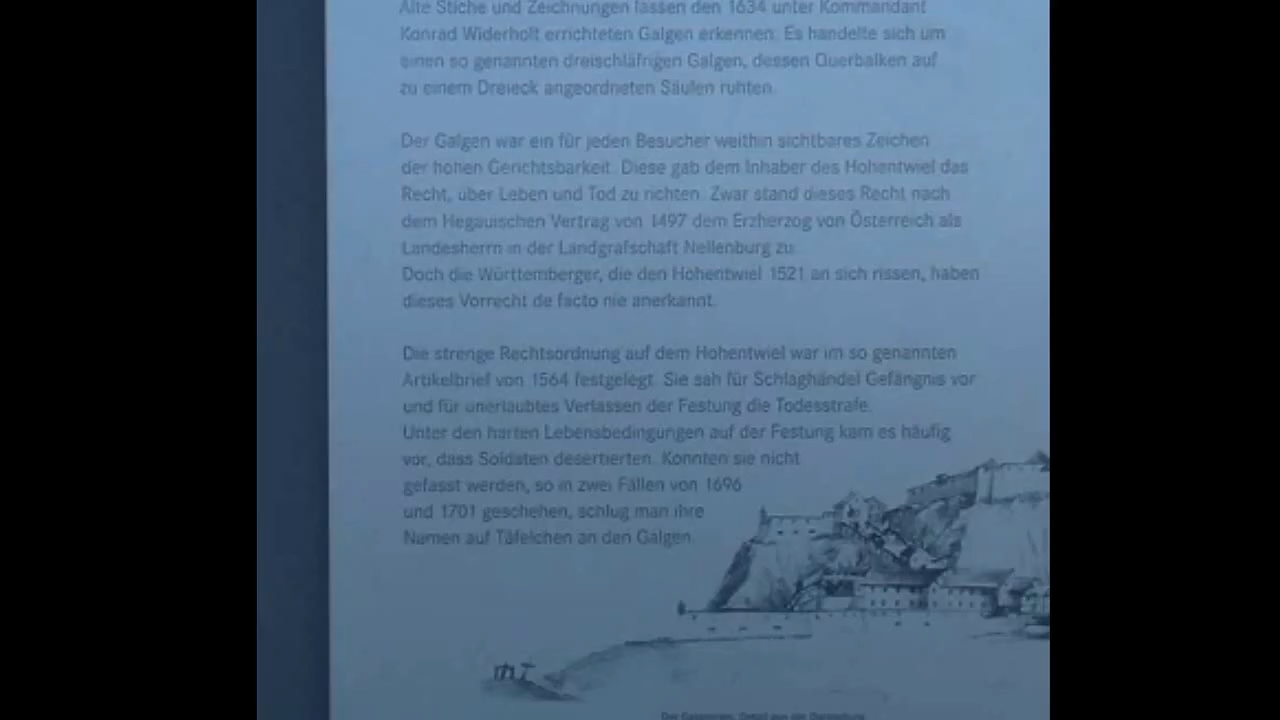 Alte Stiche und Zeichnungen lassen den 1634 unter Kommandant
Konrad Widerholt errichteten Galgen erkennen. Es handelte sich um
einen so genannten dreischläfrigen Galgen, dessen Querbalken auf
zu einem Dreieck angeordneten Säulen ruhten.
Der Galgen war ein für jeden Besucher weithin sichtbares Zeichen
der hohen Gerichtsbarkeit. Diese gab dem Inhaber des Hohentwiel das
Recht, über Leben und Tod zu richten. Zwar stand dieses Recht nach
dem Hegauischen Vertrag von 1497 dem Erzherzog von Österreich als
Landesherrn in der Landgrafschaft Nellenburg zu.
Doch die Württemberger, die den Hohentwiel 1521 an sich rissen, haben
dieses Vorrecht de facto nie anerkannt.
Die strenge Rechtsordnung auf dem Hohentwiel war im so genannten
Artikelbrief von 1564 festgelegt. Sie sah für Schlaghändel Gefängnis vor
und für unerlaubtes Verlassen der Festung die Todesstrafe.
Unter den harten Lebensbedingungen auf der Festung kam es häufig
vor, dass Soldaten desertierten. Konnten sie nicht
gefasst werden, so in zwei Fällen von 1696
und 1701 geschehen, schlug man ihre
Namen auf Täfelchen an den Galgen.